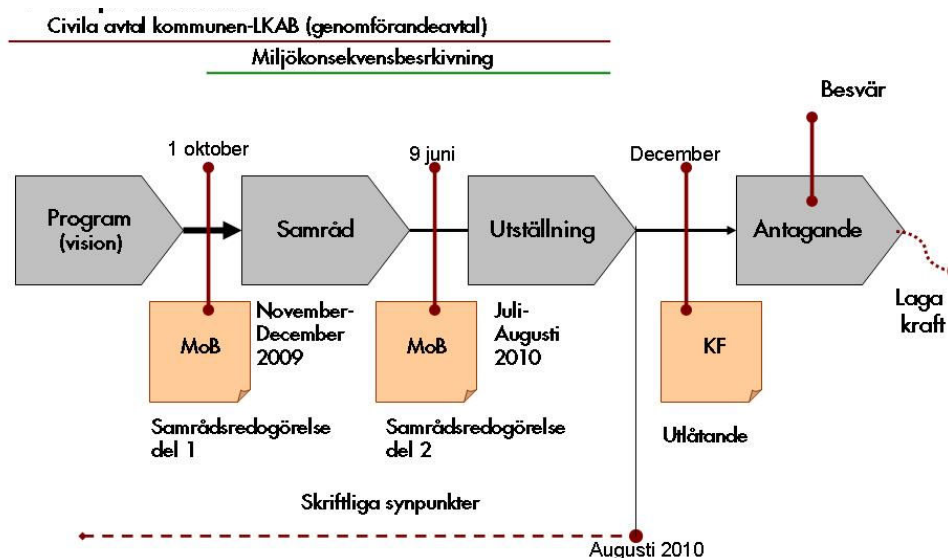 Civila avtal kommunen-LKAB (genomförandeavtal)
Miljökonsekvensbesrkivning
Besvär
1 oktober
9 juni
December
Program
(vision)
Samråd
Utställning
Antagande
Laga
kraft
MoB
November-
December
2009
MoB
Juli-
Augusti
2010
KF
Samrådsredogörelse
del 1
Samrådsredogörelse
del 2
Utlåtande
Skriftliga synpunkter
Augusti 2010